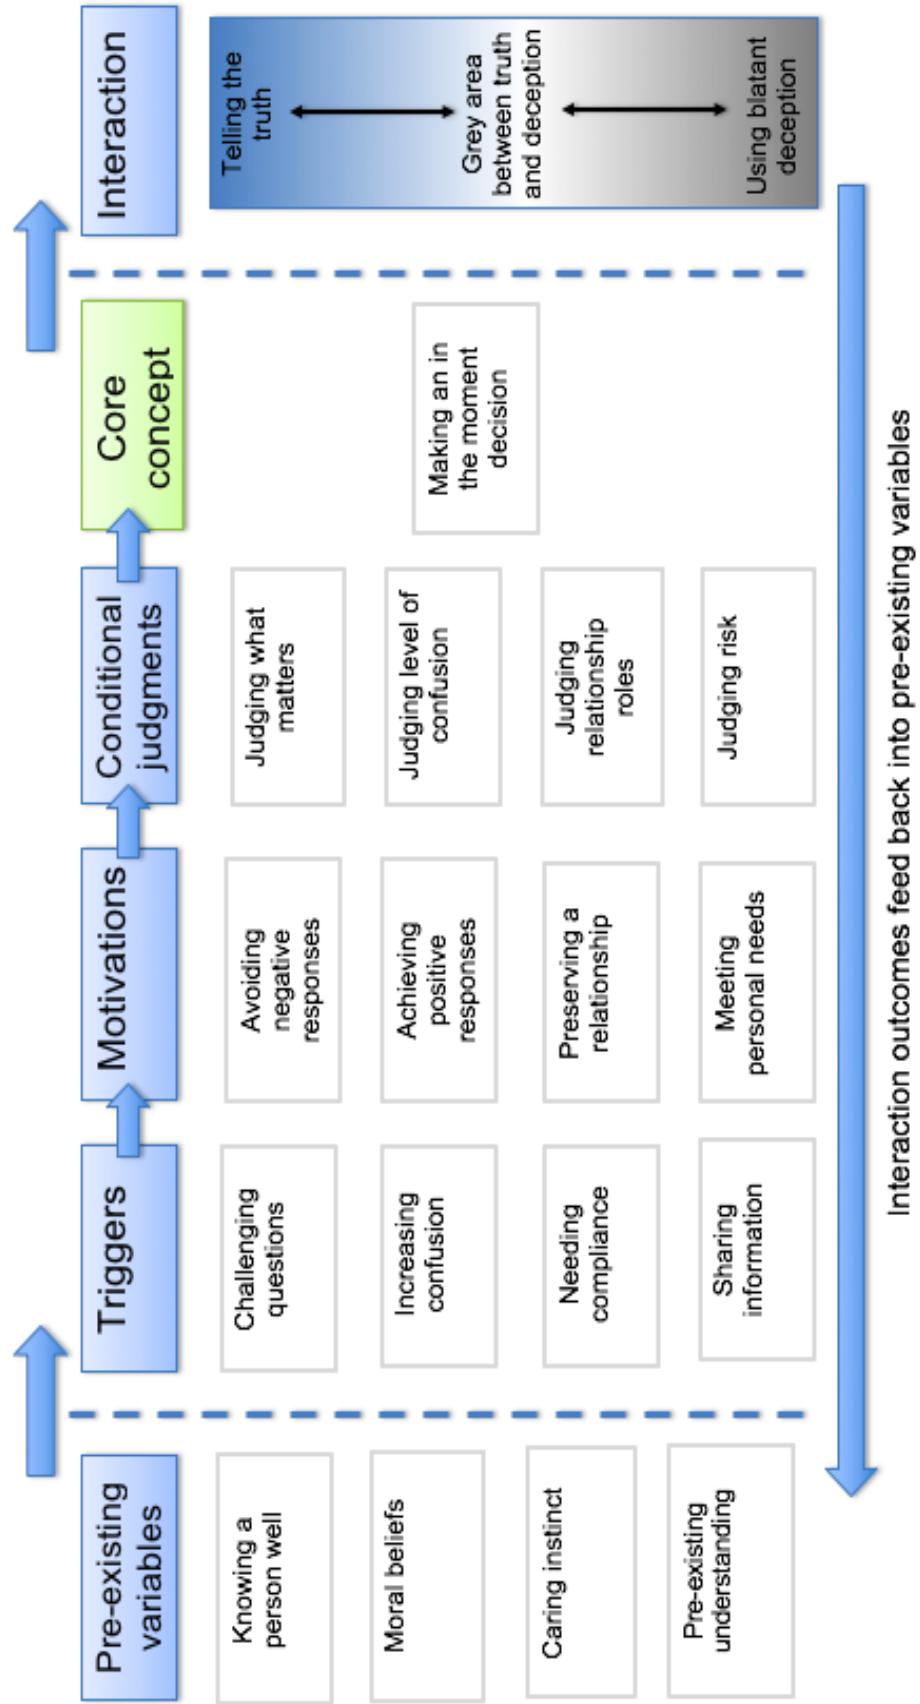 Pre-existing
variables
Knowing a
person well
Moral beliefs
Caring instinct
Pre-existing
understanding
Triggers
Challenging
questions
Increasing
confusion
Needing
compliance
Sharing
information
Motivations
Avoiding
negative
responses
Achieving
positive
responses
Preserving a
relationship
Meeting
personal needs
Conditional
judgments
Judging what
matters
Judging level of
confusion
Judging
relationship
roles
Judging risk
Core
concept
Making an in
the moment
decision
Interaction
Telling the
truth
Grey area
between truth
and deception
Using blatant
deception
Interaction outcomes feed back into pre-existing variables